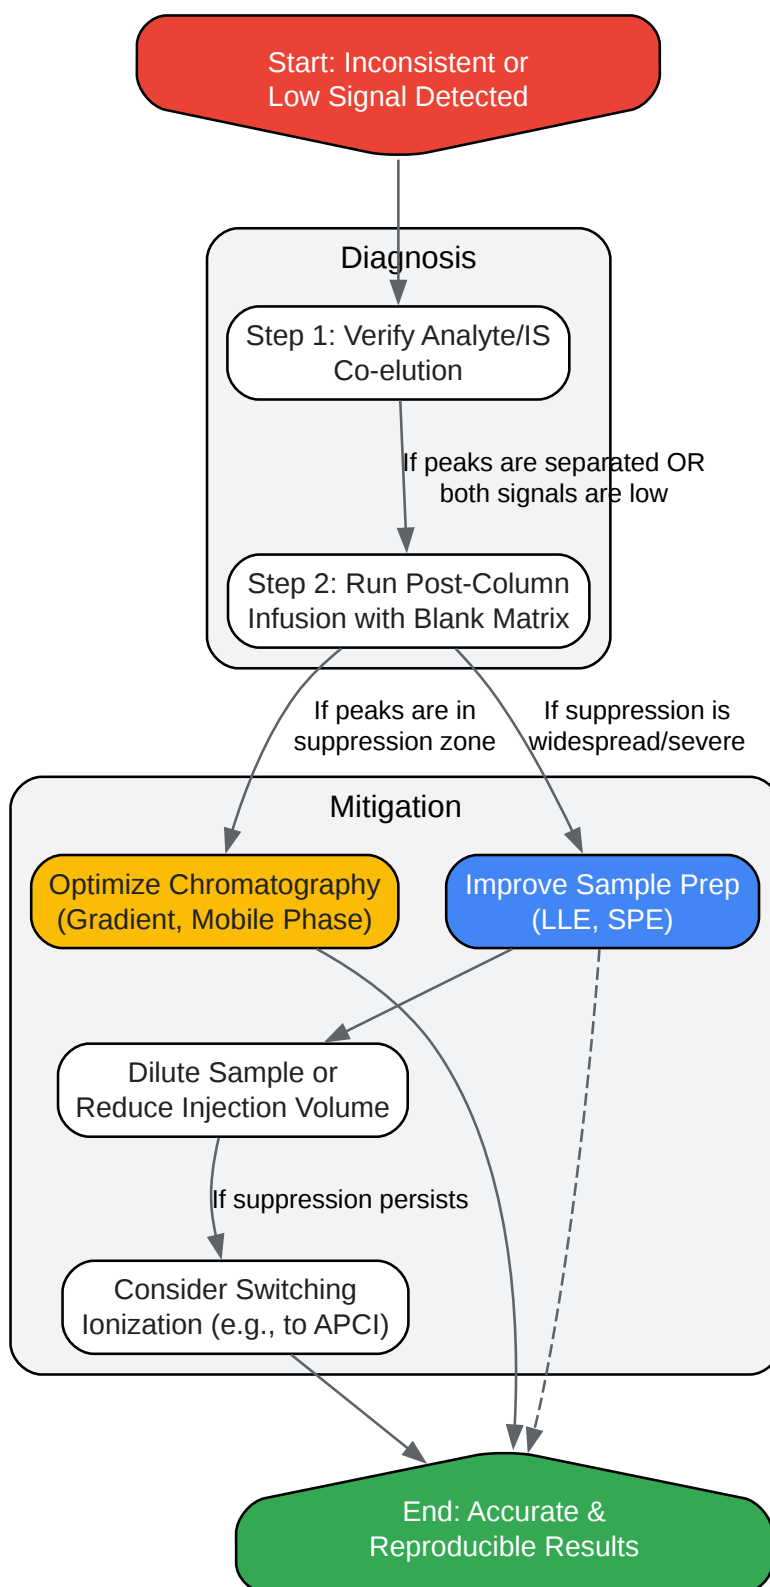 Start: Inconsistent or
Low Signal Detected
Diagnosis
Step 1: Verify Analyte/IS
Co-elution
If peaks are separated OR
both signals are low
Step 2: Run Post-Column
Infusion with Blank Matrix
If peaks are in
suppression zone
If suppression is
widespread/severe
Mitigation
Optimize Chromatography
(Gradient, Mobile Phase)
Improve Sample Prep
(LLE, SPE)
Dilute Sample or
Reduce Injection Volume
If suppression persists
Consider Switching
Ionization (e.g., to APCI)
End: Accurate &
Reproducible Results